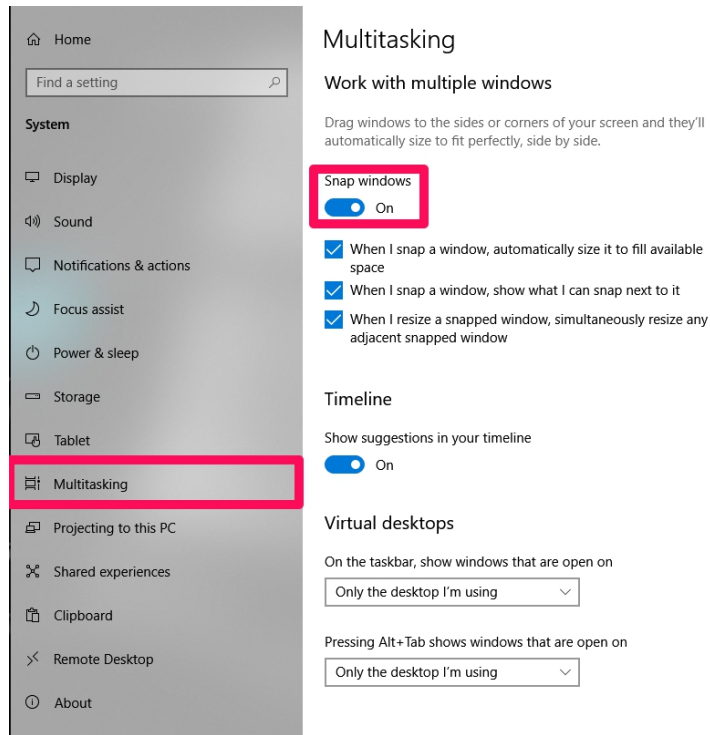 Home
Find a setting
System
Display
Sound
Notifications & actions
Focus assist
Power & sleep
Storage
Tablet
Multitasking
Projecting to this PC
Shared experiences
Clipboard
Remote Desktop
About
Multitasking
Work with multiple windows
Drag windows to the sides or corners of your screen and they’ll
automatically size to fit perfectly, side by side.
Snap windows
On
When I snap a window, automatically size it to fill available
space
When I snap a window, show what I can snap next to it
When I resize a snapped window, simultaneously resize any
adjacent snapped window
Timeline
Show suggestions in your timeline
On
Virtual desktops
On the taskbar, show windows that are open on
Only the desktop I’m using
Pressing Alt+Tab shows windows that are open on
Only the desktop I’m using